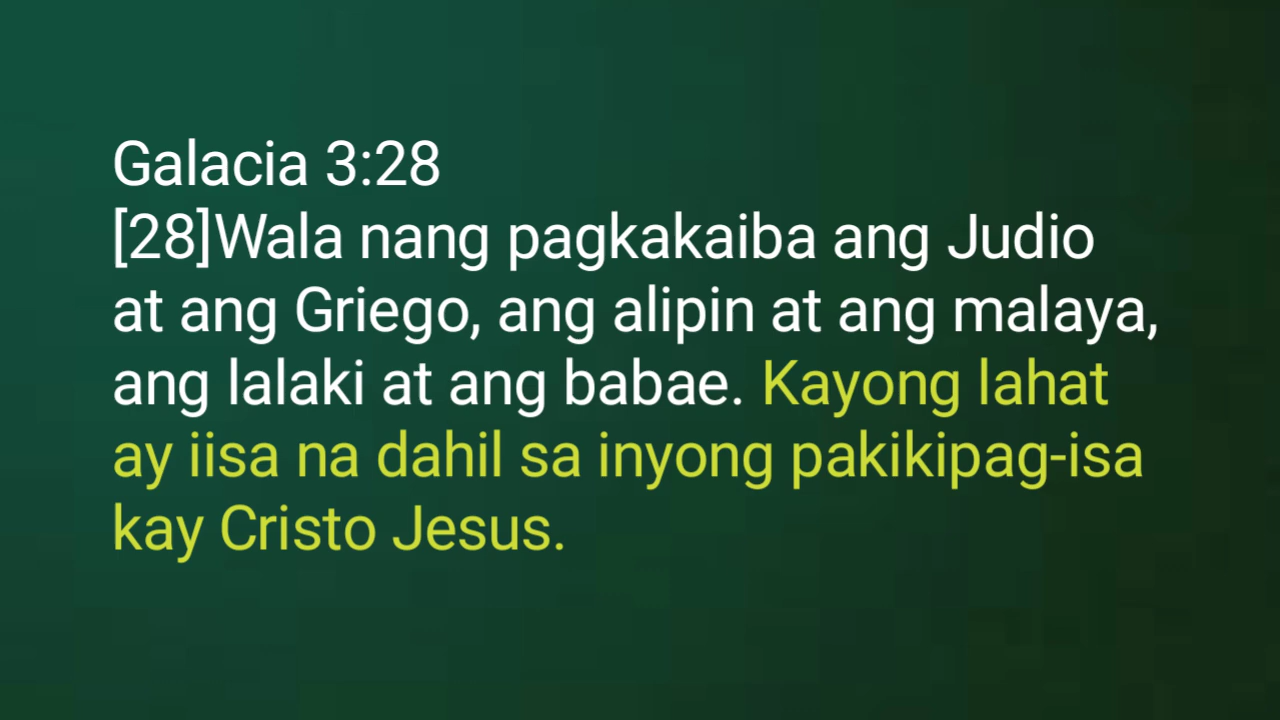 Galacia 3:28
[28]Wala nang pagkakaiba ang Judio
at ang Griego, ang alipin at ang malaya,
ang lalaki at ang babae. Kayong lahat
ay iisa na dahil sa inyong pakikipag-isa
kay Cristo Jesus.